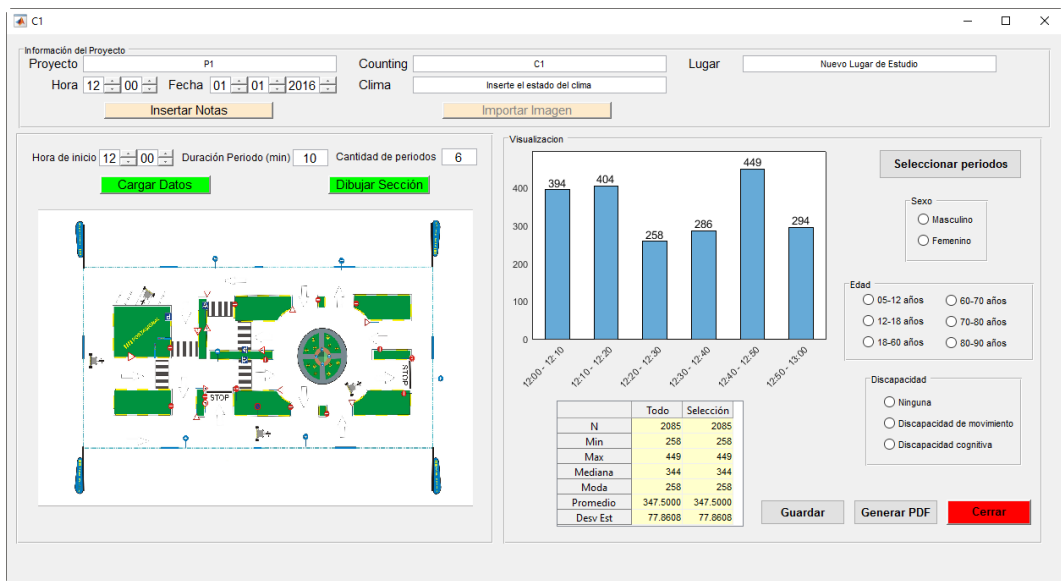 C1
Información del Proyecto
Proyecto P1 Counting C1 Lugar Nuevo Lugar de Estudio
Hora 12 00 Fecha 01 01 2016 Clima Inserte el estado del clima
Insertar Notas Importar Imagen
Hora de inicio 12 00 Duración Periodo (min) 10 Cantidad de periodos 6
Cargar Datos Dibujar Sección
STOP
STOP
Visualizacion
449
394 404
258 286 294
400
300
200
100
0
12:00 - 12:10 12:10 - 12:20 12:20 - 12:30 12:30 - 12:40 12:40 - 12:50 12:50 - 13:00
Todo Selección
N 2085 2085
Min 258 258
Max 449 449
Mediana 344 344
Moda 258 258
Promedio 347.5000 347.5000
Desv Est 77.8608 77.8608
Seleccionar periodos
Sexo
Masculino
Femenino
Edad
05-12 años 60-70 años
12-18 años 70-80 años
18-60 años 80-90 años
Discapacidad
Ninguna
Discapacidad de movimiento
Discapacidad cognitiva
Guardar Generar PDF Cerrar